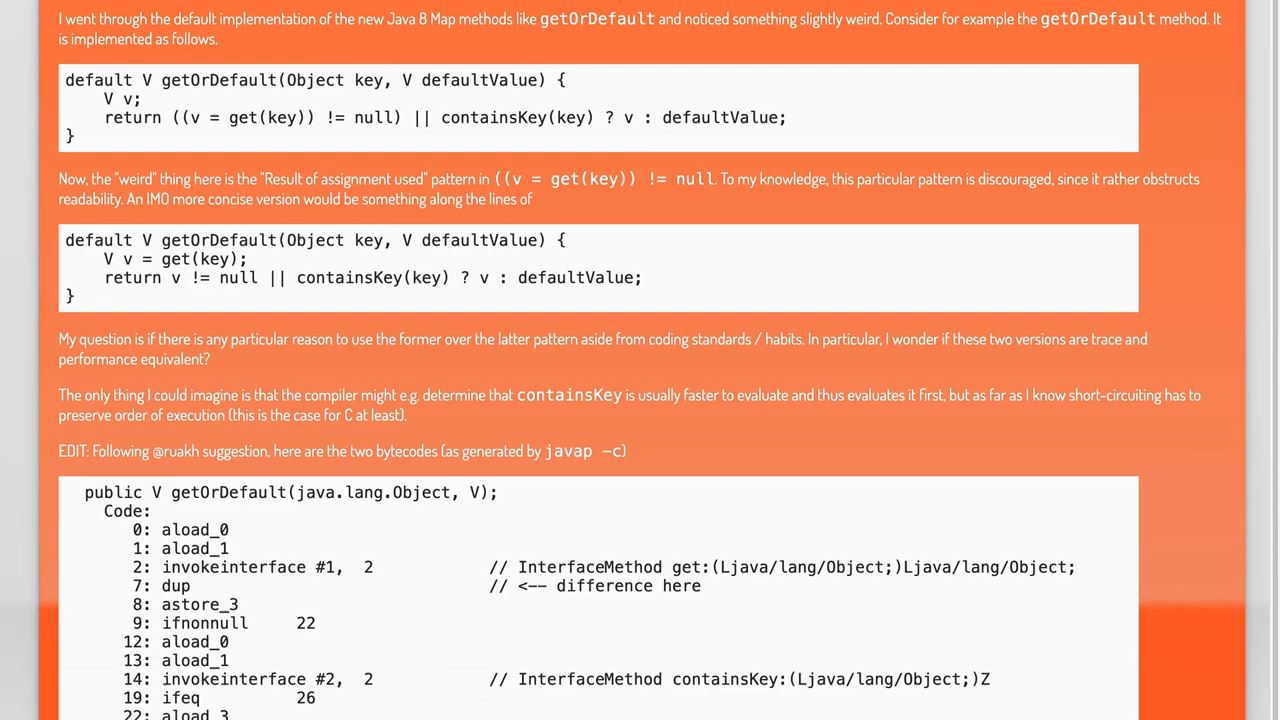 I went through the default implementation of the new Java 8 Map methods like getOrDefault and noticed something slightly weird. Consider for example the getOrDefault method. It
is implemented as follows.
default V getOrDefault(Object key, V defaultValue) {
    V v;
    return ((v = get(key)) != null) || containsKey(key) ? v : defaultValue;
}
Now, the "weird" thing here is the "Result of assignment used" pattern in ((v = get(key)) != null. To my knowledge, this particular pattern is discouraged, since it rather obstructs
readability. An IMO more concise version would be something along the lines of
default V getOrDefault(Object key, V defaultValue) {
    V v = get(key);
    return v != null || containsKey(key) ? v : defaultValue;
}
My question is if there is any particular reason to use the former over the latter pattern aside from coding standards / habits. In particular, I wonder if these two versions are trace and
performance equivalent?
The only thing I could imagine is that the compiler might e.g. determine that containsKey is usually faster to evaluate and thus evaluates it first, but as far as I know short-circuiting has to
preserve order of execution (this is the case for C at least).
EDIT: Following @ruakh suggestion, here are the two bytecodes (as generated by javap -c)
  public V getOrDefault(java.lang.Object, V);
    Code:
       0: aload_0
       1: aload_1
       2: invokeinterface #1,  2            // InterfaceMethod get:(Ljava/lang/Object;)Ljava/lang/Object;
       7: dup                               // <-- difference here
       8: astore_3
       9: ifnonnull     22
      12: aload_0
      13: aload_1
      14: invokeinterface #2,  2            // InterfaceMethod containsKey:(Ljava/lang/Object;)Z
      19: ifeq          26
      22: aload_3